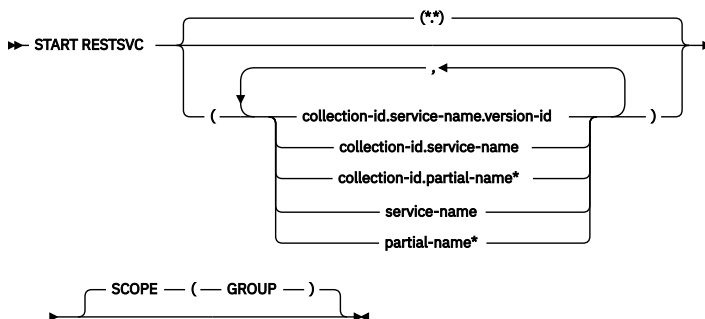 (*.*)
START RESTSVC
,
( collection-id.service-name.version-id )
collection-id.service-name
collection-id.partial-name*
service-name
partial-name*
SCOPE ( GROUP )